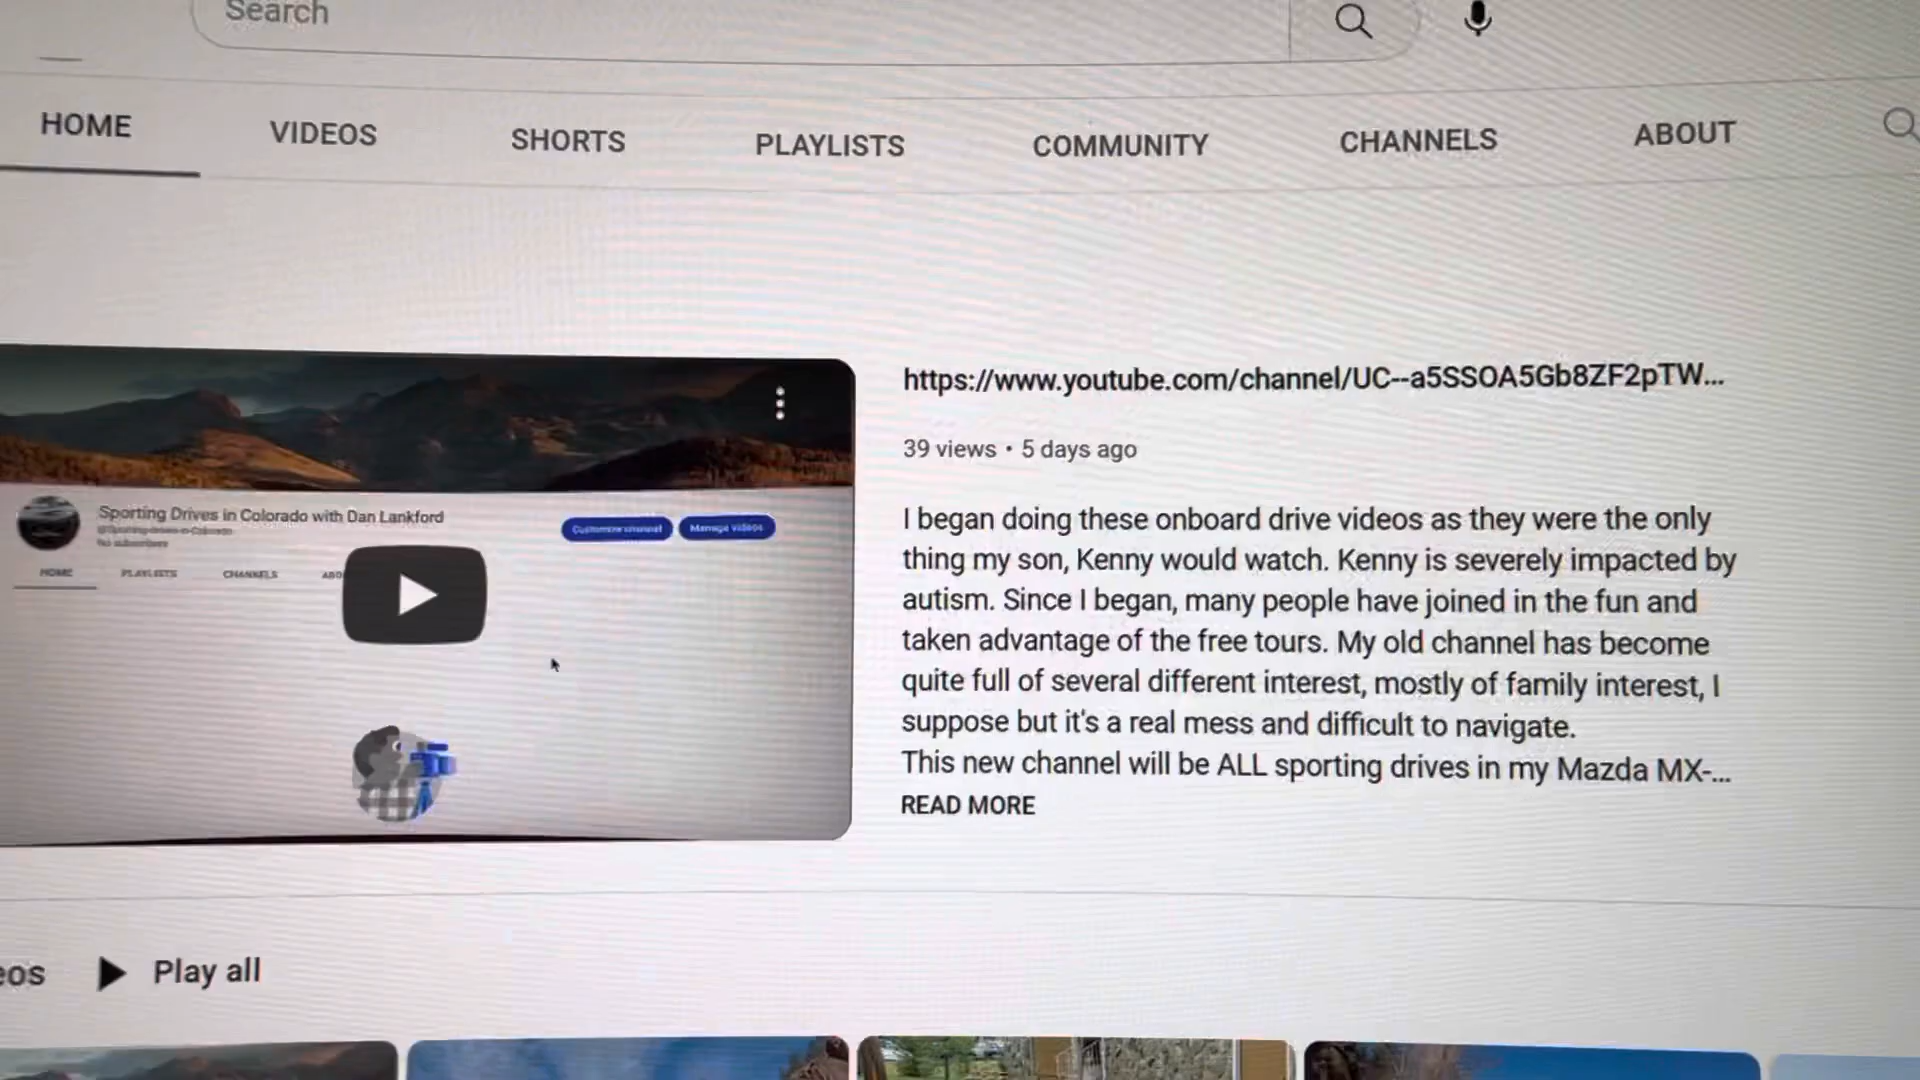 Search
HOME
VIDEOS
SHORTS
PLAYLISTS
COMMUNITY
CHANNELS
ABOUT
https://www.youtube.com/channel/UC--a5SSOA5Gb8ZF2pTW...
39 views • 5 days ago
I began doing these onboard drive videos as they were the only
thing my son, Kenny would watch. Kenny is severely impacted by
autism. Since I began, many people have joined in the fun and
taken advantage of the free tours. My old channel has become
quite full of several different interest, mostly of family interest, I
suppose but it's a real mess and difficult to navigate.
This new channel will be ALL sporting drives in my Mazda MX-...
READ MORE
Sporting Drives in Colorado with Dan Lankford
No subscribers
Customize channel
Manage videos
HOME
PLAYLISTS
CHANNELS
ABO
eos
Play all